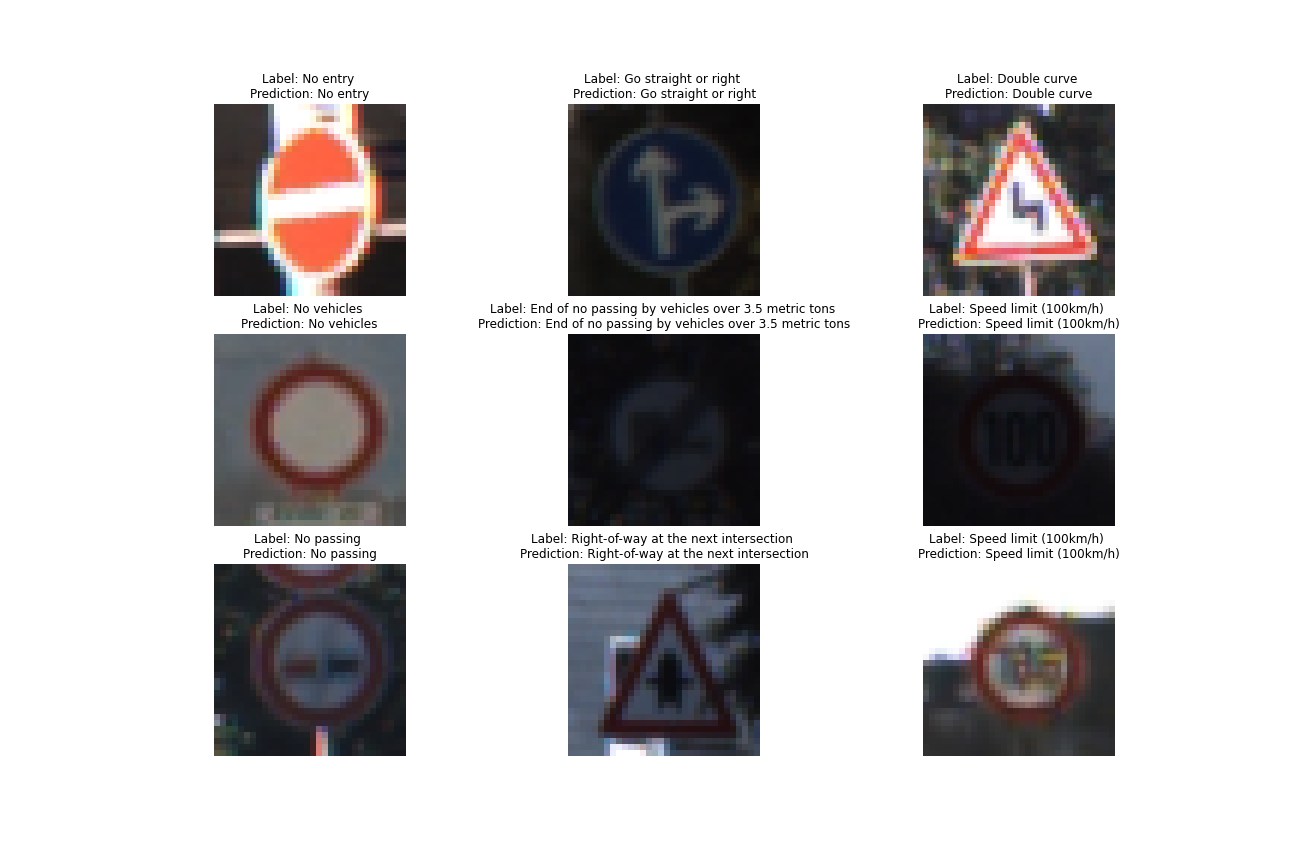 Label: No entry
Prediction: No entry
Label: Go straight or right
Prediction: Go straight or right
Label: Double curve
Prediction: Double curve
Label: No vehicles
Prediction: No vehicles
Label: End of no passing by vehicles over 3.5 metric tons
Prediction: End of no passing by vehicles over 3.5 metric tons
Label: Speed limit (100km/h)
Prediction: Speed limit (100km/h)
100
Label: No passing
Prediction: No passing
Label: Right-of-way at the next intersection
Prediction: Right-of-way at the next intersection
Label: Speed limit (100km/h)
Prediction: Speed limit (100km/h)